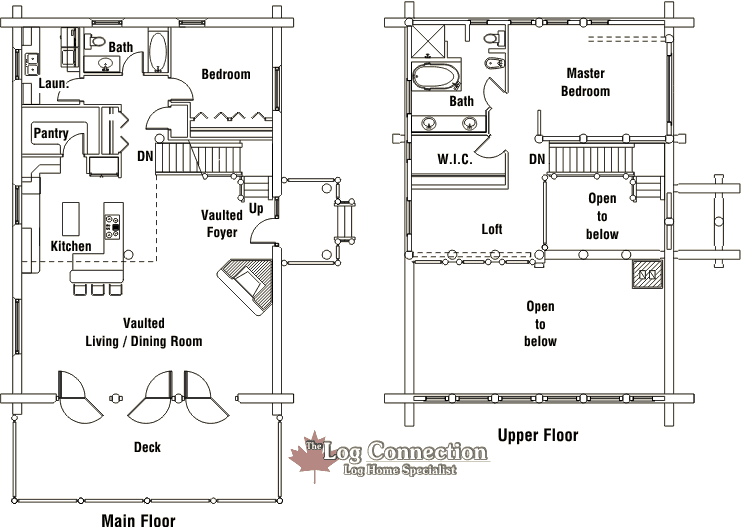 Bath
Laun.
Bedroom
Pantry
DN
Up
Vaulted
Foyer
Kitchen
Vaulted
Living / Dining Room
Deck
Main Floor
Master
Bedroom
Bath
W.I.C.
DN
Open
to
below
Loft
Open
to
below
Upper Floor
The Log Connection
Log Home Specialist